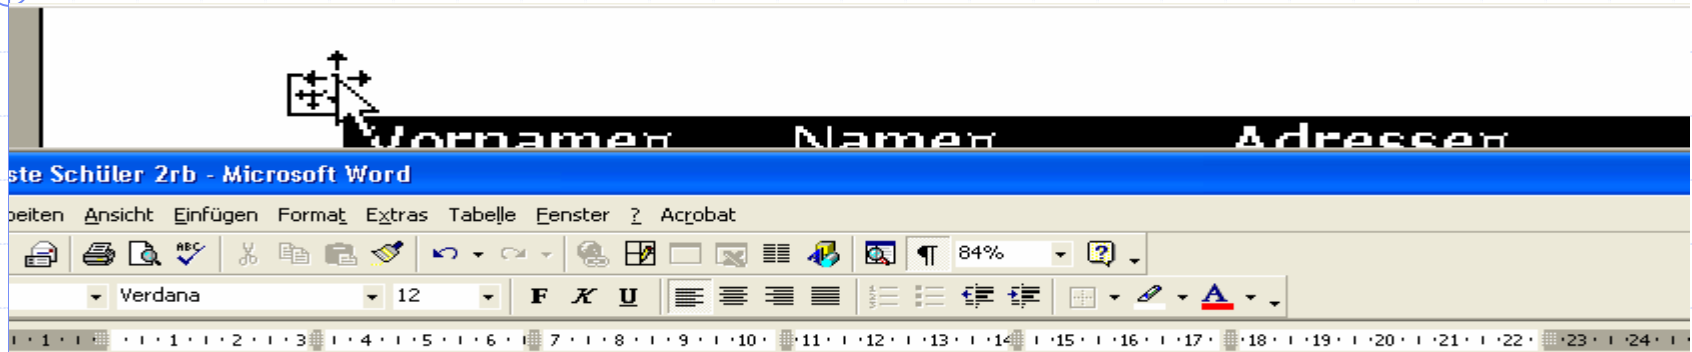 Vorname¤ Name¤ Adresse¤
ste Schüler 2rb - Microsoft Word
beiten Ansicht Einfügen Format Extras Tabelle Fenster ? Acrobat
ABC ¶ 84% ?
Verdana 12 F K U A
1 1 2 3 4 5 6 7 8 9 10 11 12 13 14 15 16 17 18 19 20 21 22 23 24